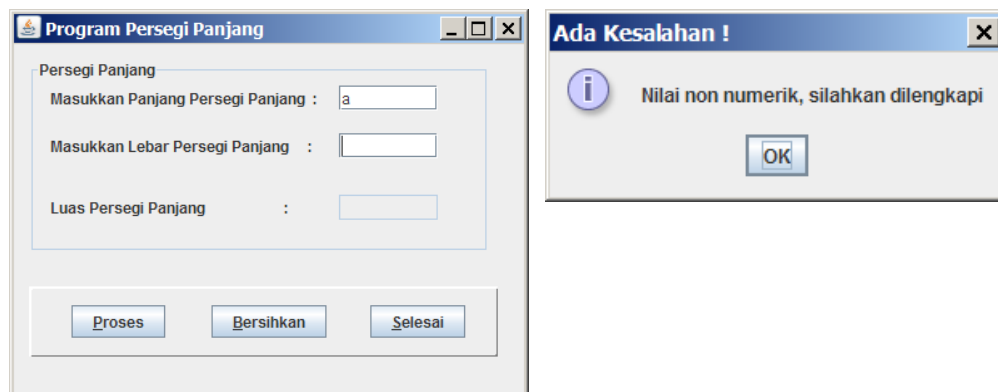 Program Persegi Panjang
Persegi Panjang
Masukkan Panjang Persegi Panjang : a
Masukkan Lebar Persegi Panjang :
Luas Persegi Panjang :
Proses Bersihkan Selesai
Ada Kesalahan !
Nilai non numerik, silahkan dilengkapi
OK